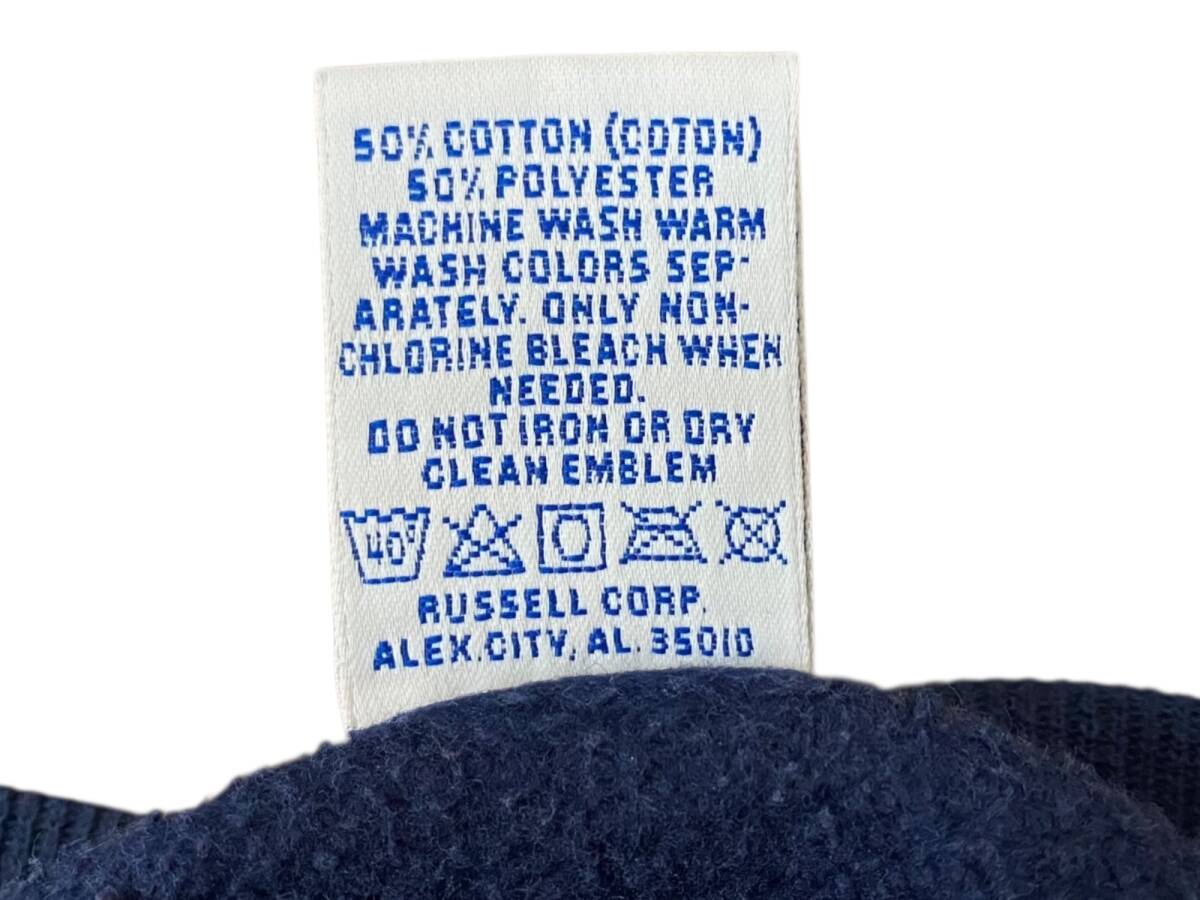 50% COTTON (COTON)
50% POLYESTER
MACHINE WASH WARM
WASH COLORS SEP-
ARATELY. ONLY NON-
CHLORINE BLEACH WHEN
NEEDED.
DO NOT IRON OR DRY
CLEAN EMBLEM
40°
RUSSELL CORP.
ALEX.CITY, AL. 35010